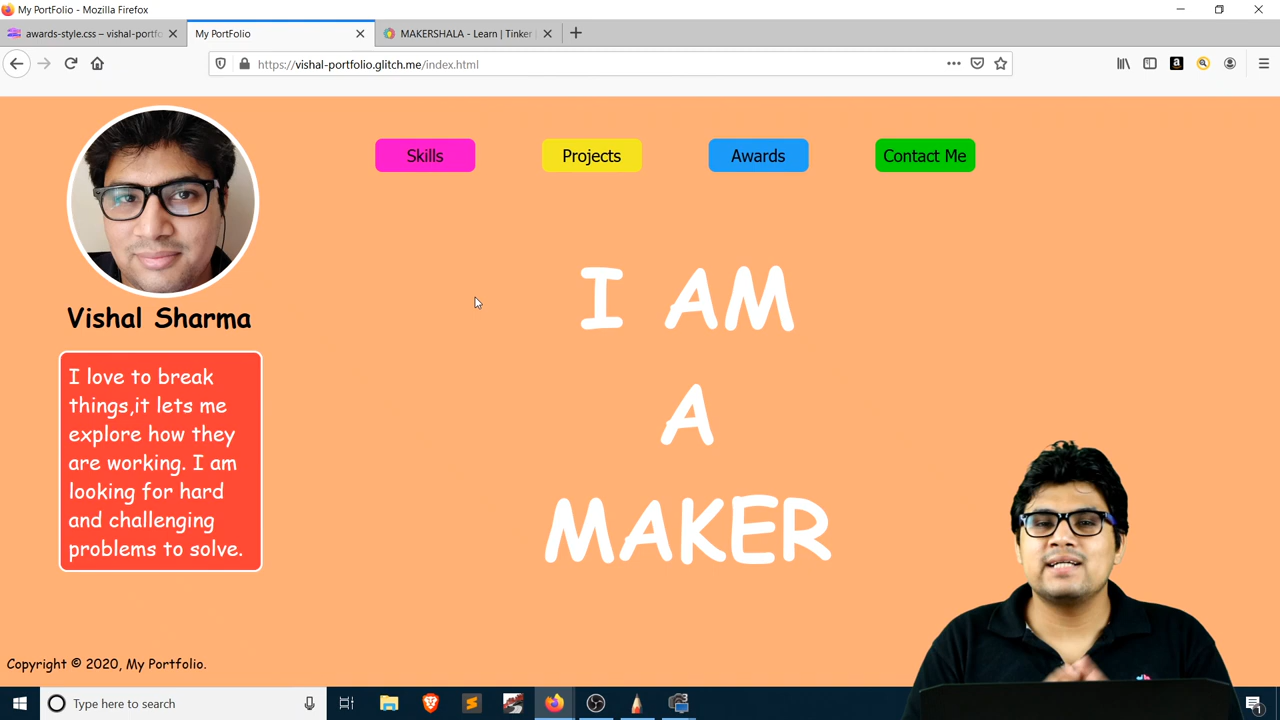 My PortFolio - Mozilla Firefox
awards-style.css – vishal-portfo
My PortFolio
MAKERSHALA - Learn | Tinker
https://vishal-portfolio.glitch.me/index.html
Skills
Projects
Awards
Contact Me
Vishal Sharma
I love to break
things,it lets me
explore how they
are working. I am
looking for hard
and challenging
problems to solve.
I AM
A
MAKER
Copyright © 2020, My Portfolio.
Type here to search
1